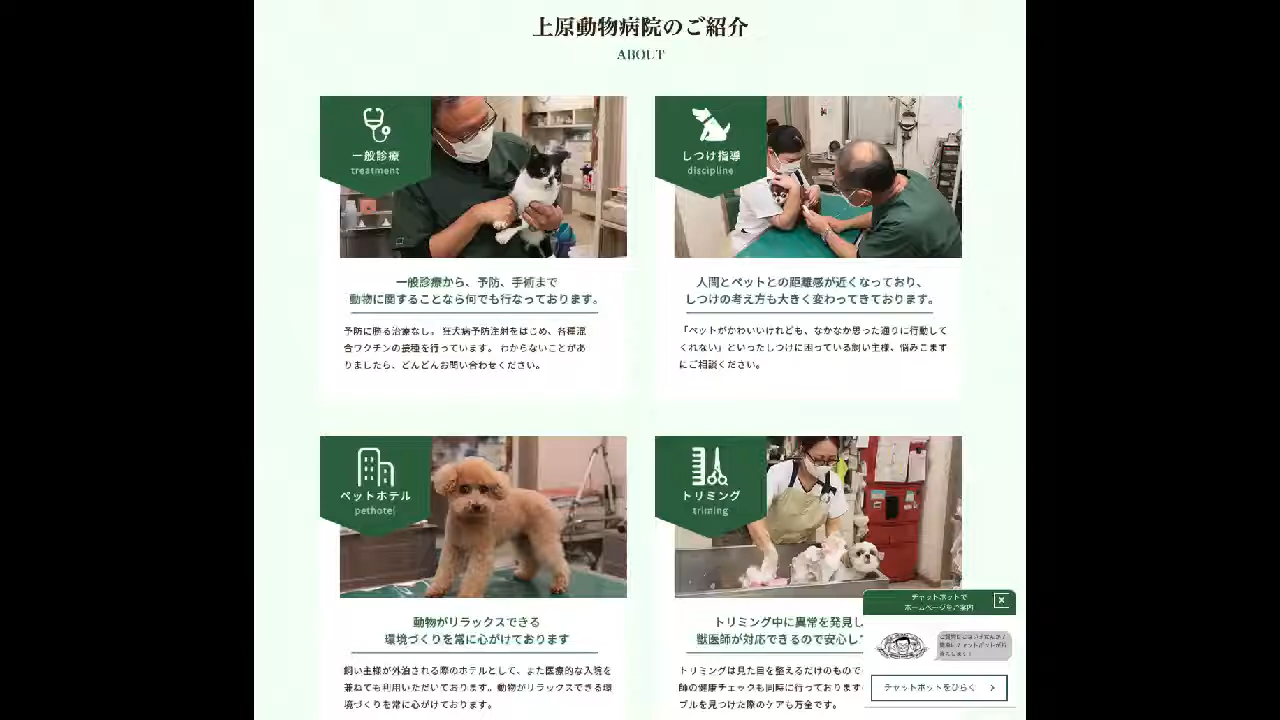 上原動物病院のご紹介
ABOUT
一般診療
treatment
一般診療から、予防、手術まで
動物に関することなら何でも行なっております。
予防に勝る治療なし。 狂犬病予防注射をはじめ、各種混
合ワクチンの接種を行っています。 わからないことがあ
りましたら、どんどんお問い合わせください。
しつけ指導
discipline
人間とペットとの距離感が近くなっており、
しつけの考え方も大きく変わってきております。
「ペットがかわいいけれども、なかなか思った通りに行動して
くれない」といったしつけに困っている飼い主様、悩みこまず
にご相談ください。
ペットホテル
pethotel
動物がリラックスできる
環境づくりを常に心がけております
飼い主様が外泊される際のホテルとして、また医療的な入院を
兼ねても利用いただいております。動物がリラックスできる環
境づくりを常に心がけております。
トリミング
triming
トリミング中に異常を発見し
獣医師が対応できるので安心して
トリミングは見た目を整えるだけのもので
師の健康チェックも同時に行っております
ブルを見つけた際のケアも万全です。
チャットボットで
ホームページをご案内
チャットボットをひらく